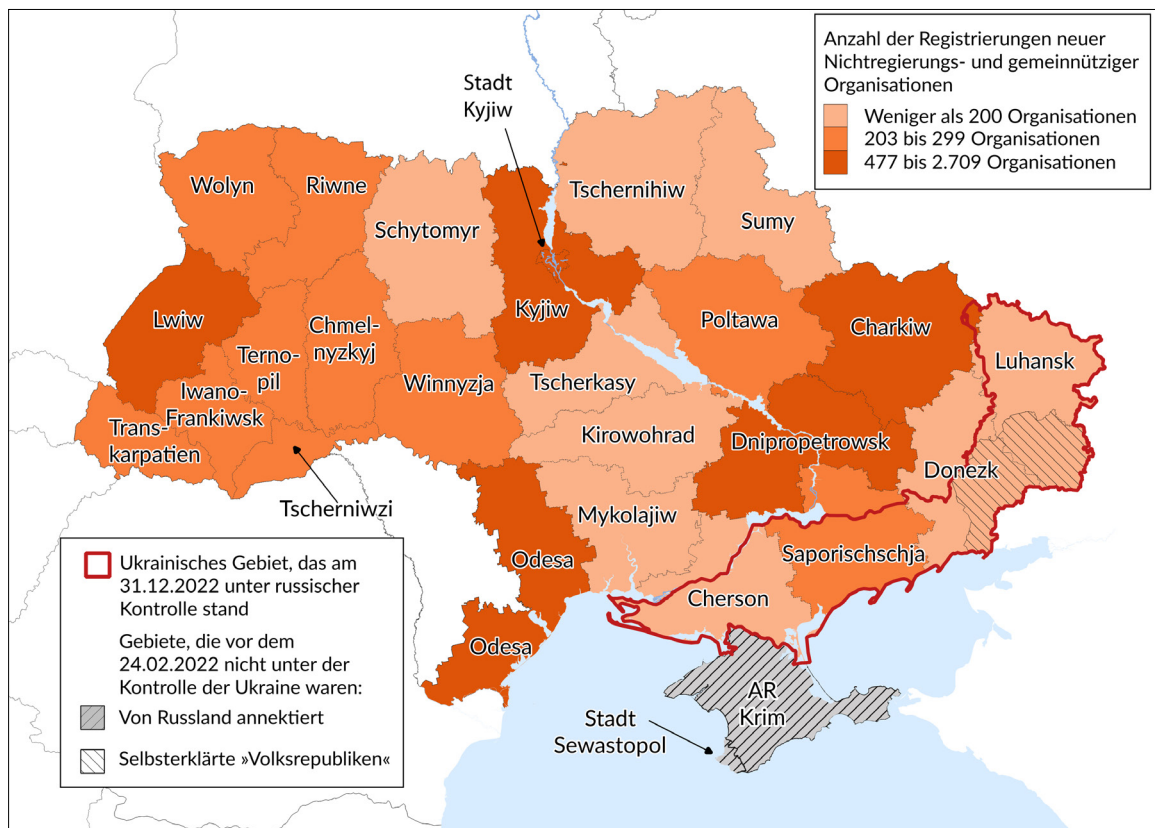 Anzahl der Registrierungen neuer
Nichtregierungs- und gemeinnütziger
Organisationen
Weniger als 200 Organisationen
203 bis 299 Organisationen
477 bis 2.709 Organisationen
Stadt
Kyjiw
Wolyn
Riwne
Schytomyr
Tschernihiw
Sumy
Lwiw
Kyjiw
Poltawa
Charkiw
Chmel-
nyzkyj
Terno-
pil
Winnyzja
Tscherkasy
Luhansk
Iwano-
Frankiwsk
Trans-
karpatien
Kirowohrad
Dnipropetrowsk
Donezk
Tscherniwzi
Mykolajiw
Odesa
Saporischschja
Cherson
Odesa
AR
Krim
Stadt
Sewastopol
Ukrainisches Gebiet, das am
31.12.2022 unter russischer
Kontrolle stand
Gebiete, die vor dem
24.02.2022 nicht unter der
Kontrolle der Ukraine waren:
Von Russland annektiert
Selbsterklärte »Volksrepubliken«